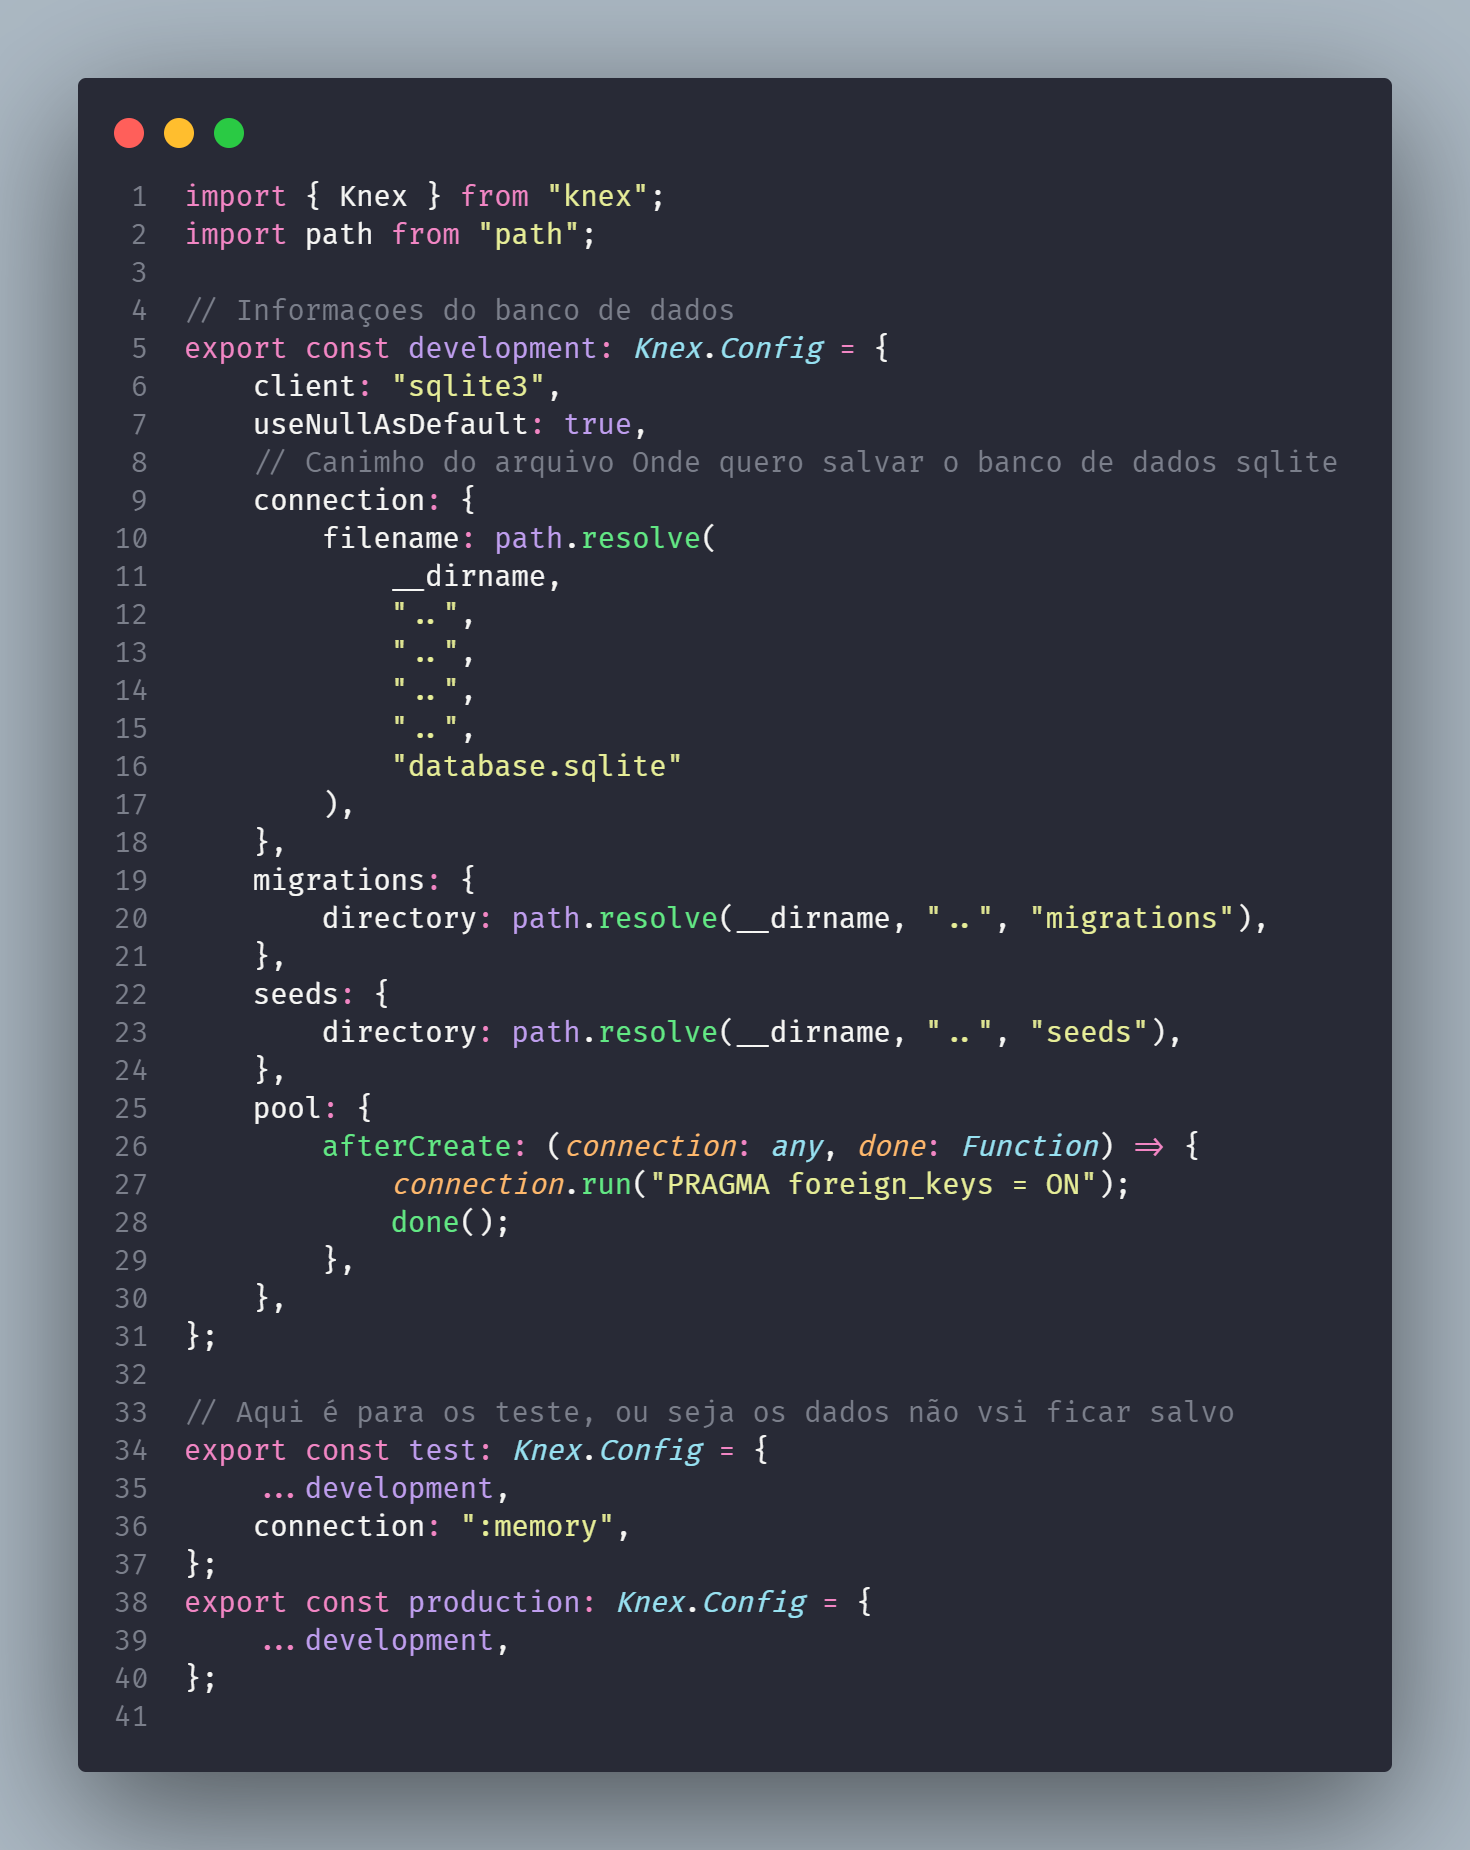 1 import { Knex } from "knex";
2 import path from "path";
3
4 // Informaçoes do banco de dados
5 export const development: Knex.Config = {
6     client: "sqlite3",
7     useNullAsDefault: true,
8     // Canimho do arquivo Onde quero salvar o banco de dados sqlite
9     connection: {
10         filename: path.resolve(
11             __dirname,
12             "..",
13             "..",
14             "..",
15             "..",
16             "database.sqlite"
17         ),
18     },
19     migrations: {
20         directory: path.resolve(__dirname, "..", "migrations"),
21     },
22     seeds: {
23         directory: path.resolve(__dirname, "..", "seeds"),
24     },
25     pool: {
26         afterCreate: (connection: any, done: Function) => {
27             connection.run("PRAGMA foreign_keys = ON");
28             done();
29         },
30     },
31 };
32
33 // Aqui é para os teste, ou seja os dados não vsi ficar salvo
34 export const test: Knex.Config = {
35     ...development,
36     connection: ":memory",
37 };
38 export const production: Knex.Config = {
39     ...development,
40 };
41